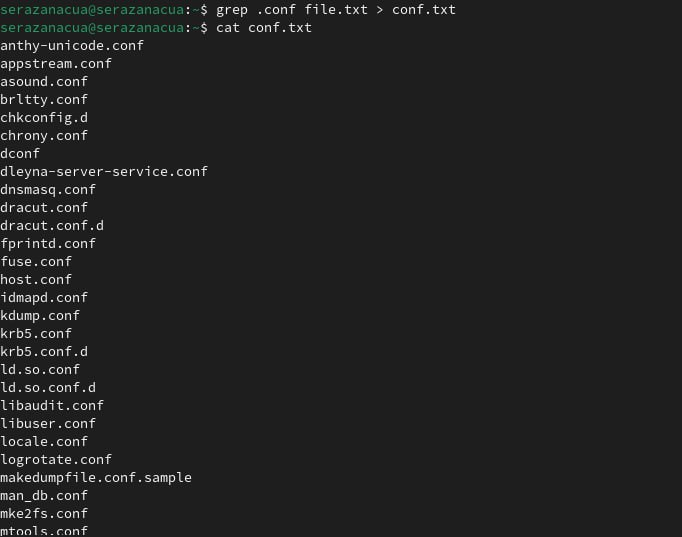 serazanacua@serazanacua:~$ grep .conf file.txt > conf.txt
serazanacua@serazanacua:~$ cat conf.txt
anthy-unicode.conf
appstream.conf
asound.conf
brltty.conf
chkconfig.d
chrony.conf
dconf
dleyna-server-service.conf
dnsmasq.conf
dracut.conf
dracut.conf.d
fprintd.conf
fuse.conf
host.conf
idmapd.conf
kdump.conf
krb5.conf
krb5.conf.d
ld.so.conf
ld.so.conf.d
libaudit.conf
libuser.conf
locale.conf
logrotate.conf
makedumpfile.conf.sample
man_db.conf
mke2fs.conf
mtools.conf